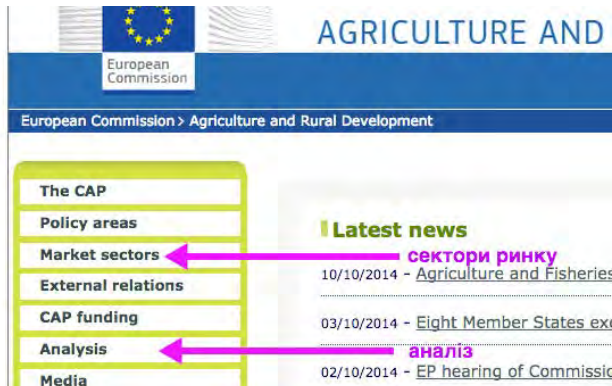 AGRICULTURE AND
European
Commission
European Commission > Agriculture and Rural Development
The CAP
Policy areas
Market sectors
External relations
CAP funding
Analysis
Media
Latest news
сектори ринку
10/10/2014 - Agriculture and Fisheries
03/10/2014 - Eight Member States
аналіз
02/10/2014 - EP hearing of